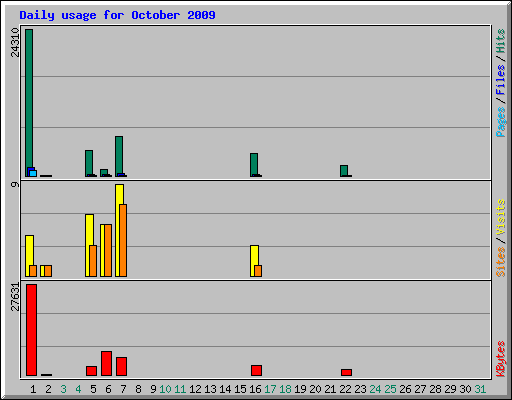 Daily usage for October 2009
24310
Pages / Files / Hits
9
Sites / Visits
27631
KBytes
1 2 3 4 5 6 7 8 9 10 11 12 13 14 15 16 17 18 19 20 21 22 23 24 25 26 27 28 29 30 31